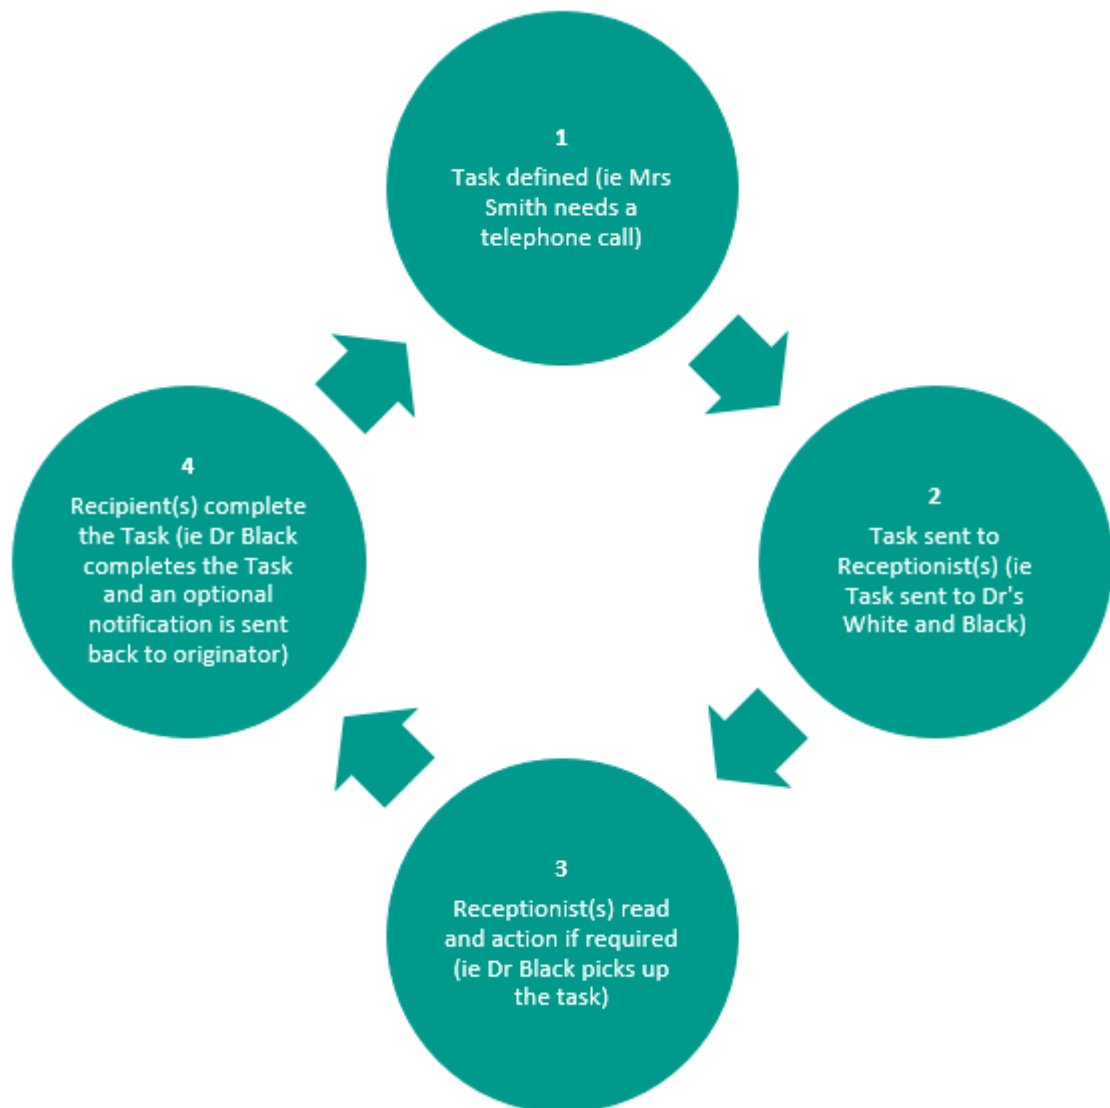 1
Task defined (ie Mrs
Smith needs a
telephone call)
2
Task sent to
Receptionist(s) (ie
Task sent to Dr's
White and Black)
3
Receptionist(s) read
and action if required
(ie Dr Black picks up
the task)
4
Recipient(s) complete
the Task (ie Dr Black
completes the Task
and an optional
notification is sent
back to originator)